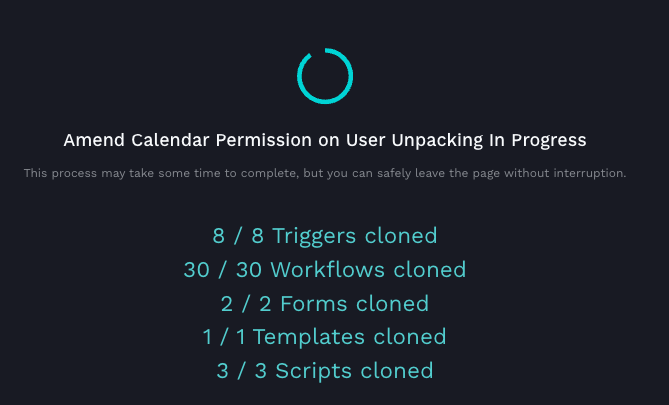 Amend Calendar Permission on User Unpacking In Progress
This process may take some time to complete, but you can safely leave the page without interruption.
8 / 8 Triggers cloned
30 / 30 Workflows cloned
2 / 2 Forms cloned
1 / 1 Templates cloned
3 / 3 Scripts cloned